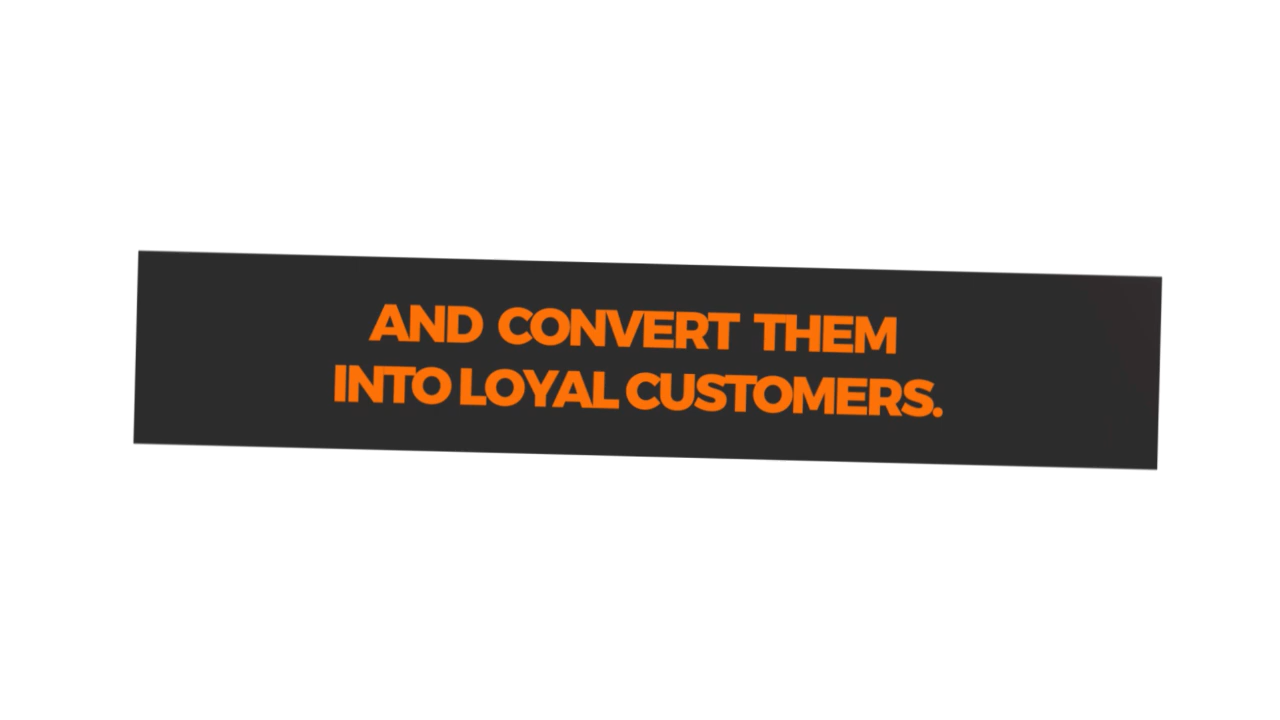 AND CONVERT THEM
INTO LOYAL CUSTOMERS.